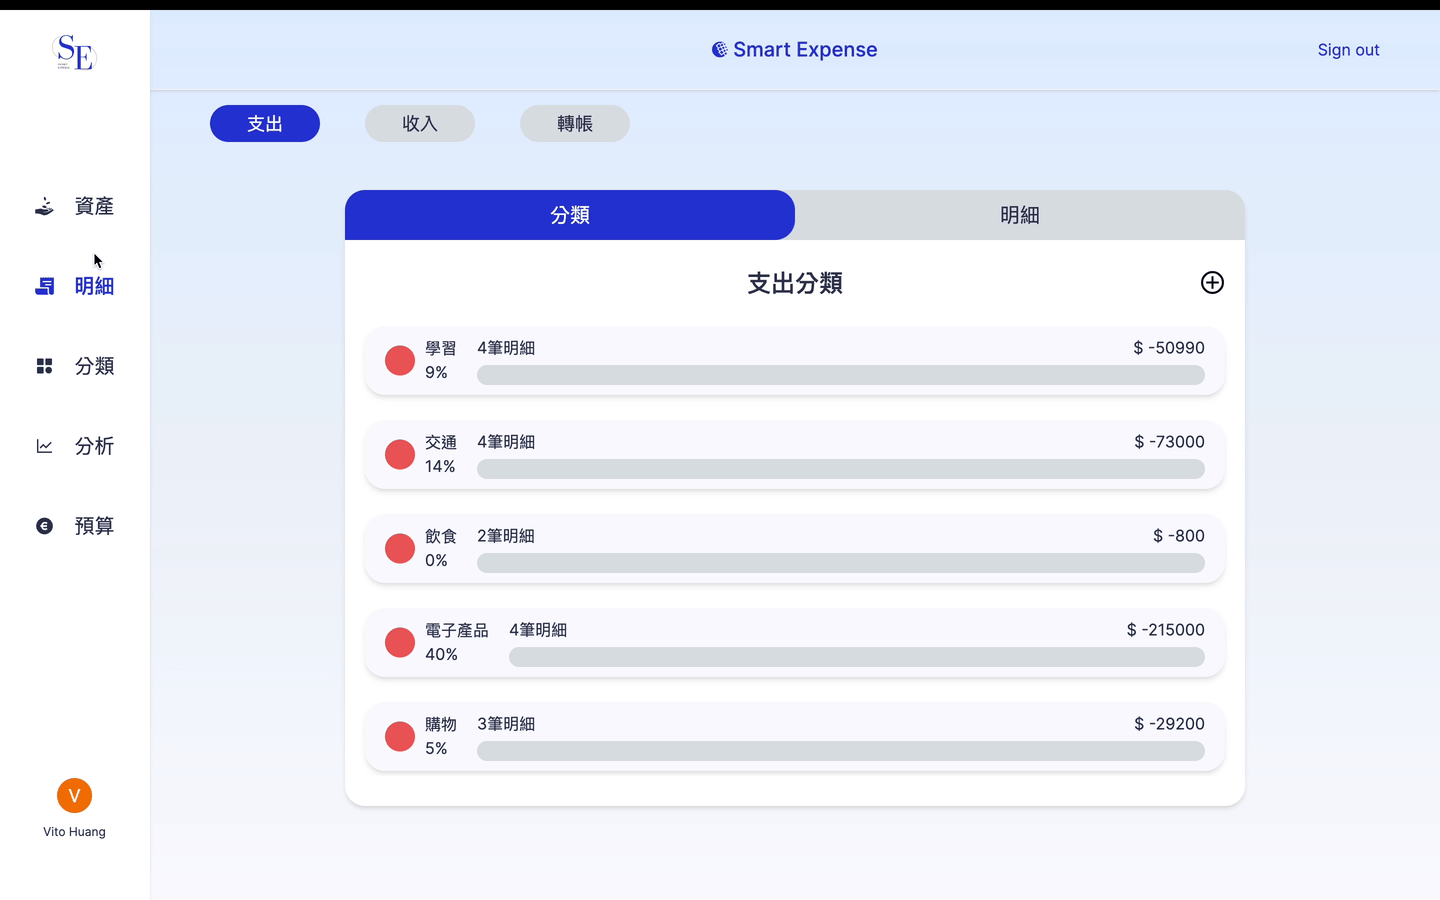 SE
Smart Expense
Sign out
支出
收入
轉帳
資產
明細
分類
分析
預算
分類
明細
支出分類
學習
9%
4筆明細
$ -50990
交通
14%
4筆明細
$ -73000
飲食
0%
2筆明細
$ -800
電子產品
40%
4筆明細
$ -215000
購物
5%
3筆明細
$ -29200
V
Vito Huang